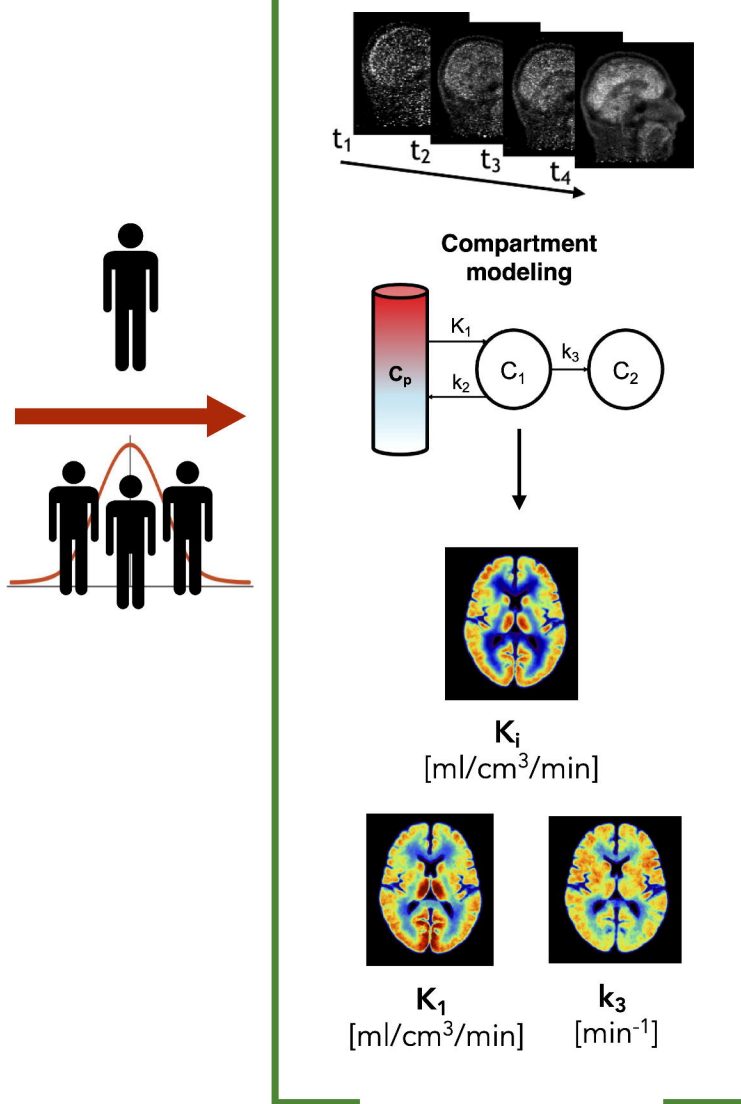 t₁
t₂
t₃
t₄
Compartment
modeling
Cₚ
K₁
k₂
C₁
k₃
C₂
Kᵢ
[ml/cm³/min]
K₁
[ml/cm³/min]
k₃
[min⁻¹]